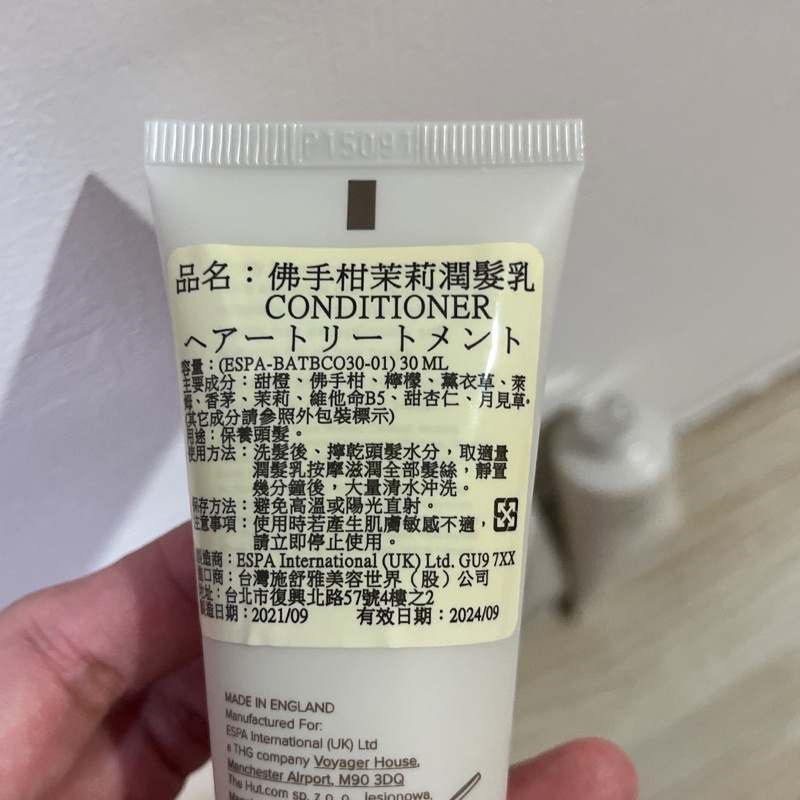 P15091
品名：佛手柑茉莉潤髮乳
CONDITIONER
ヘアートリートメント
容量：(ESPA-BATBCO30-01) 30 ML
主要成分：甜橙、佛手柑、檸檬、薰衣草、萊
姆、香茅、茉莉、維他命B5、甜杏仁、月見草。
(其它成分請參照外包裝標示)
用途：保養頭髮。
使用方法：洗髮後、擰乾頭髮水分，取適量
潤髮乳按摩滋潤全部髮絲，靜置
幾分鐘後，大量清水沖洗。
保存方法：避免高溫或陽光直射。
注意事項：使用時若產生肌膚敏感不適，
請立即停止使用。
製造商：ESPA International (UK) Ltd. GU9 7XX
進口商：台灣施舒雅美容世界（股）公司
地址：台北市復興北路57號4樓之2
製造日期：2021/09 有效日期：2024/09
MADE IN ENGLAND
Manufactured For:
ESPA International (UK) Ltd
a THG company Voyager House,
Manchester Airport, M90 3DQ
The Hut.com sp. z o. o., Jesionowa,